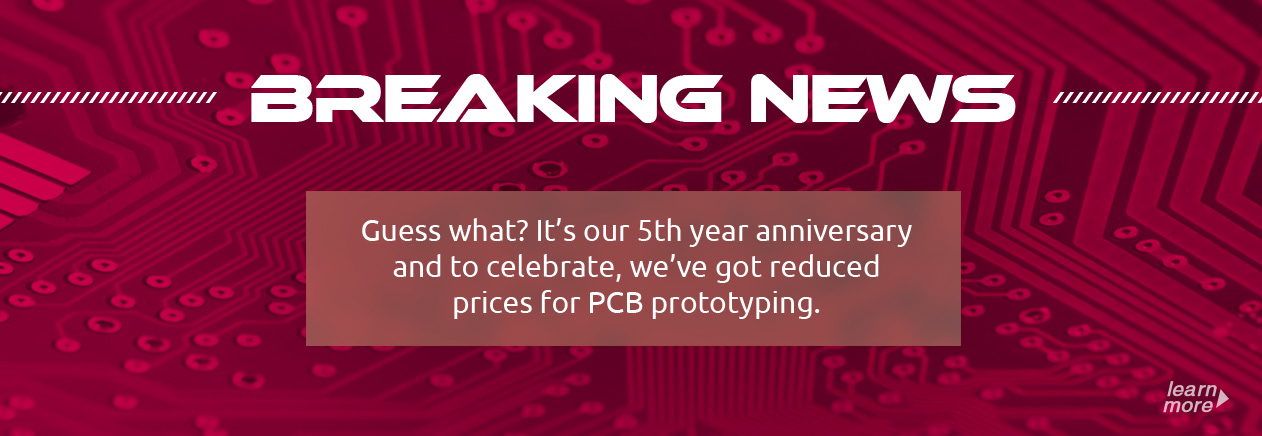 BREAKING NEWS
Guess what? It’s our 5th year anniversary
and to celebrate, we’ve got reduced
prices for PCB prototyping.
learn
more